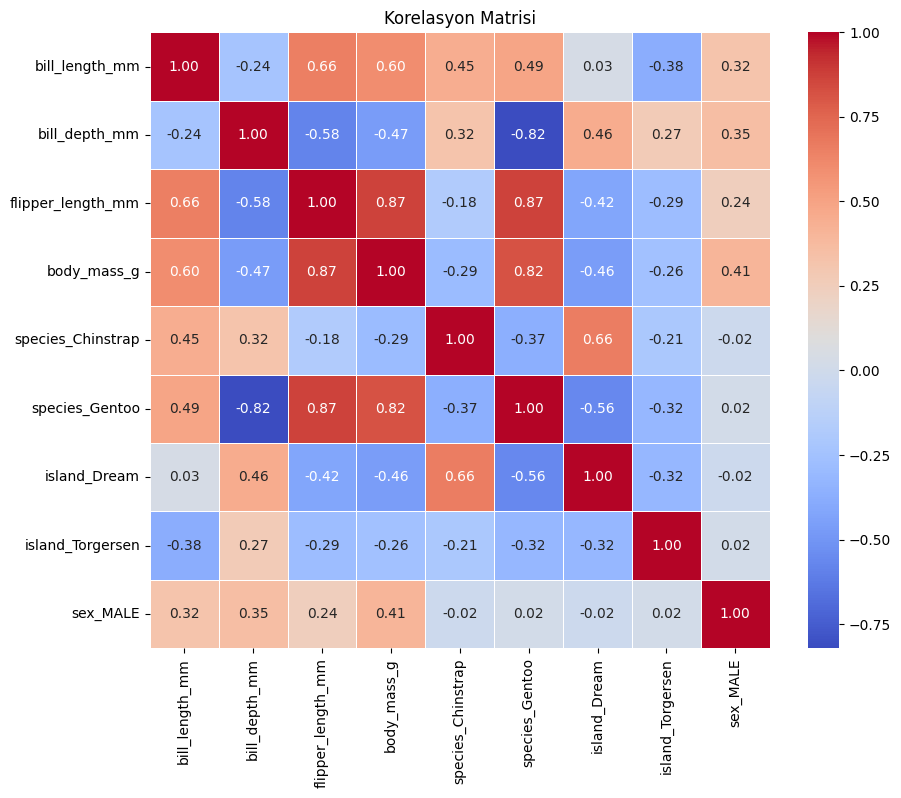 Korelasyon Matrisi
bill_length_mm 1.00 -0.24 0.66 0.60 0.45 0.49 0.03 -0.38 0.32
bill_depth_mm -0.24 1.00 -0.58 -0.47 0.32 -0.82 0.46 0.27 0.35
flipper_length_mm 0.66 -0.58 1.00 0.87 -0.18 0.87 -0.42 -0.29 0.24
body_mass_g 0.60 -0.47 0.87 1.00 -0.29 0.82 -0.46 -0.26 0.41
species_Chinstrap 0.45 0.32 -0.18 -0.29 1.00 -0.37 0.66 -0.21 -0.02
species_Gentoo 0.49 -0.82 0.87 0.82 -0.37 1.00 -0.56 -0.32 0.02
island_Dream 0.03 0.46 -0.42 -0.46 0.66 -0.56 1.00 -0.32 -0.02
island_Torgersen -0.38 0.27 -0.29 -0.26 -0.21 -0.32 -0.32 1.00 0.02
sex_MALE 0.32 0.35 0.24 0.41 -0.02 0.02 -0.02 0.02 1.00
bill_length_mm
bill_depth_mm
flipper_length_mm
body_mass_g
species_Chinstrap
species_Gentoo
island_Dream
island_Torgersen
sex_MALE
1.00
0.75
0.50
0.25
0.00
−0.25
−0.50
−0.75